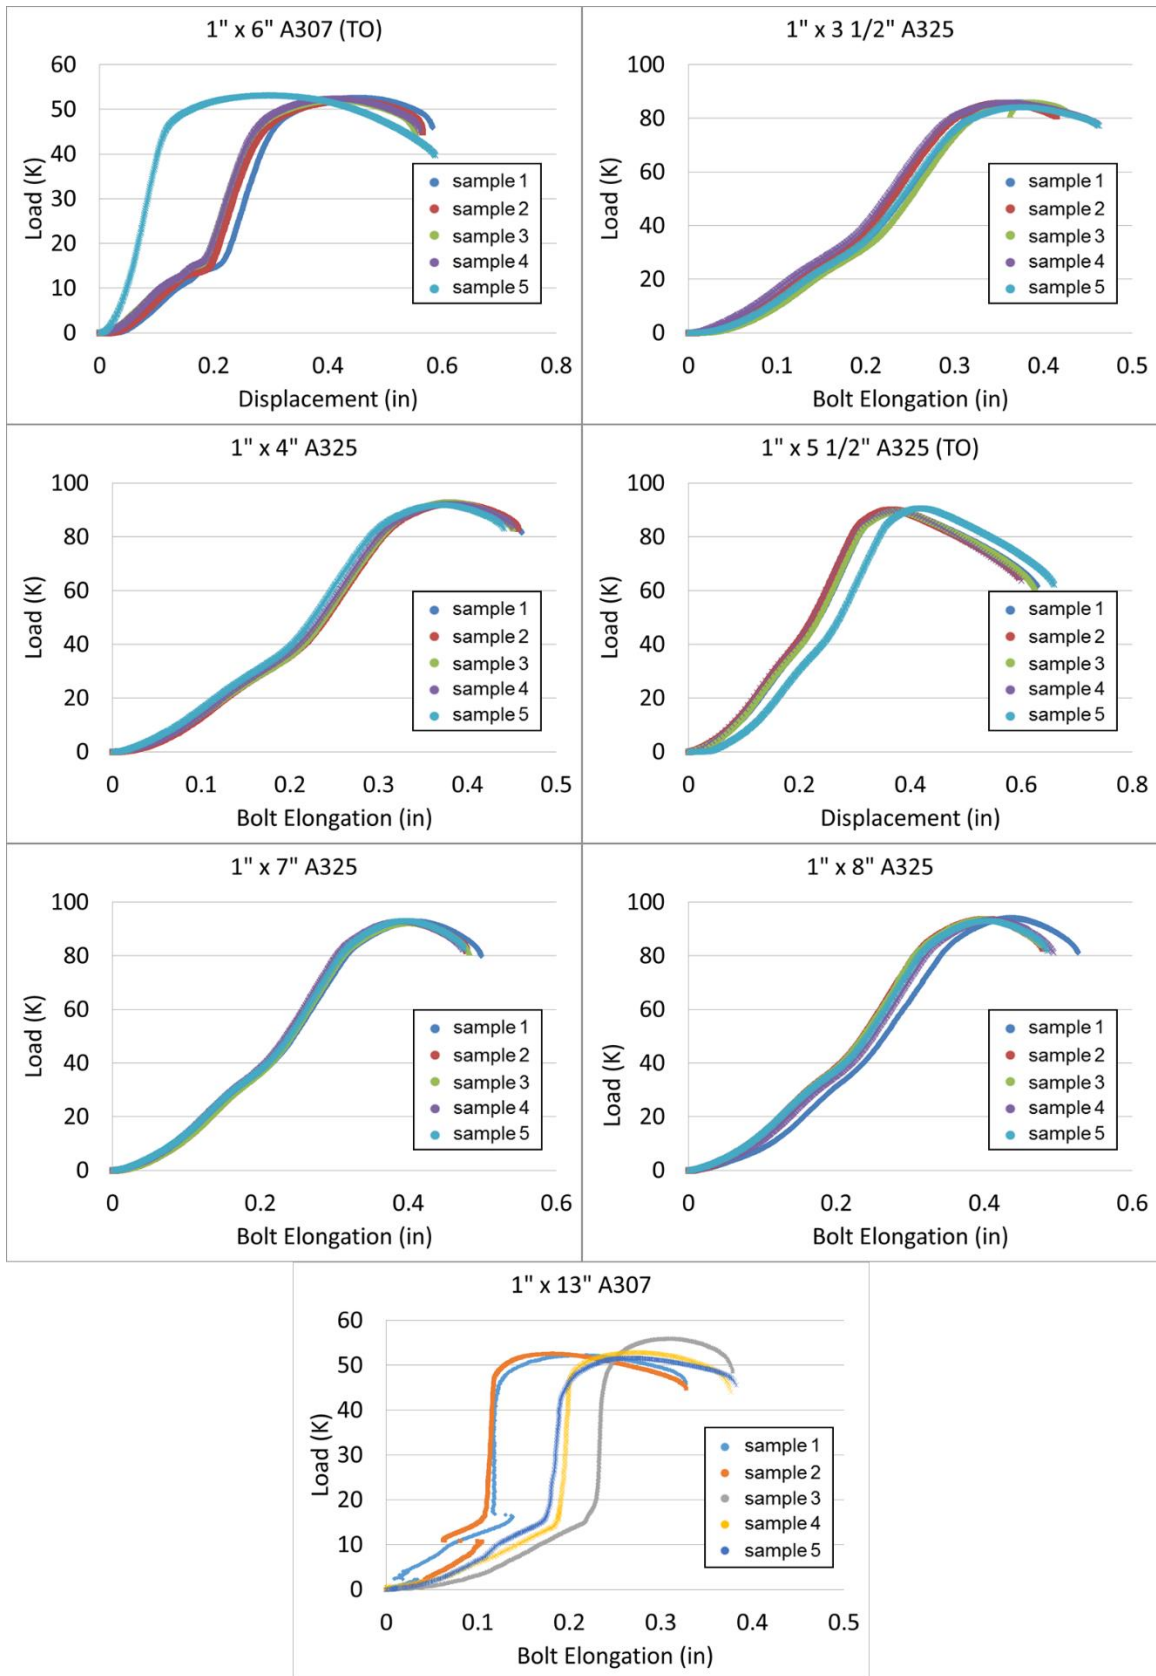 1" x 6" A307 (TO)
60
50
40
30
20
10
0
Load (K)
sample 1
sample 2
sample 3
sample 4
sample 5
0 0.2 0.4 0.6 0.8
Displacement (in)
1" x 3 1/2" A325
100
80
60
40
20
0
Load (K)
sample 1
sample 2
sample 3
sample 4
sample 5
0 0.1 0.2 0.3 0.4 0.5
Bolt Elongation (in)
1" x 4" A325
100
80
60
40
20
0
Load (K)
sample 1
sample 2
sample 3
sample 4
sample 5
0 0.1 0.2 0.3 0.4 0.5
Bolt Elongation (in)
1" x 5 1/2" A325 (TO)
100
80
60
40
20
0
Load (K)
sample 1
sample 2
sample 3
sample 4
sample 5
0 0.2 0.4 0.6 0.8
Displacement (in)
1" x 7" A325
100
80
60
40
20
0
Load (K)
sample 1
sample 2
sample 3
sample 4
sample 5
0 0.2 0.4 0.6
Bolt Elongation (in)
1" x 8" A325
100
80
60
40
20
0
Load (K)
sample 1
sample 2
sample 3
sample 4
sample 5
0 0.2 0.4 0.6
Bolt Elongation (in)
1" x 13" A307
60
50
40
30
20
10
0
Load (K)
sample 1
sample 2
sample 3
sample 4
sample 5
0 0.1 0.2 0.3 0.4 0.5
Bolt Elongation (in)